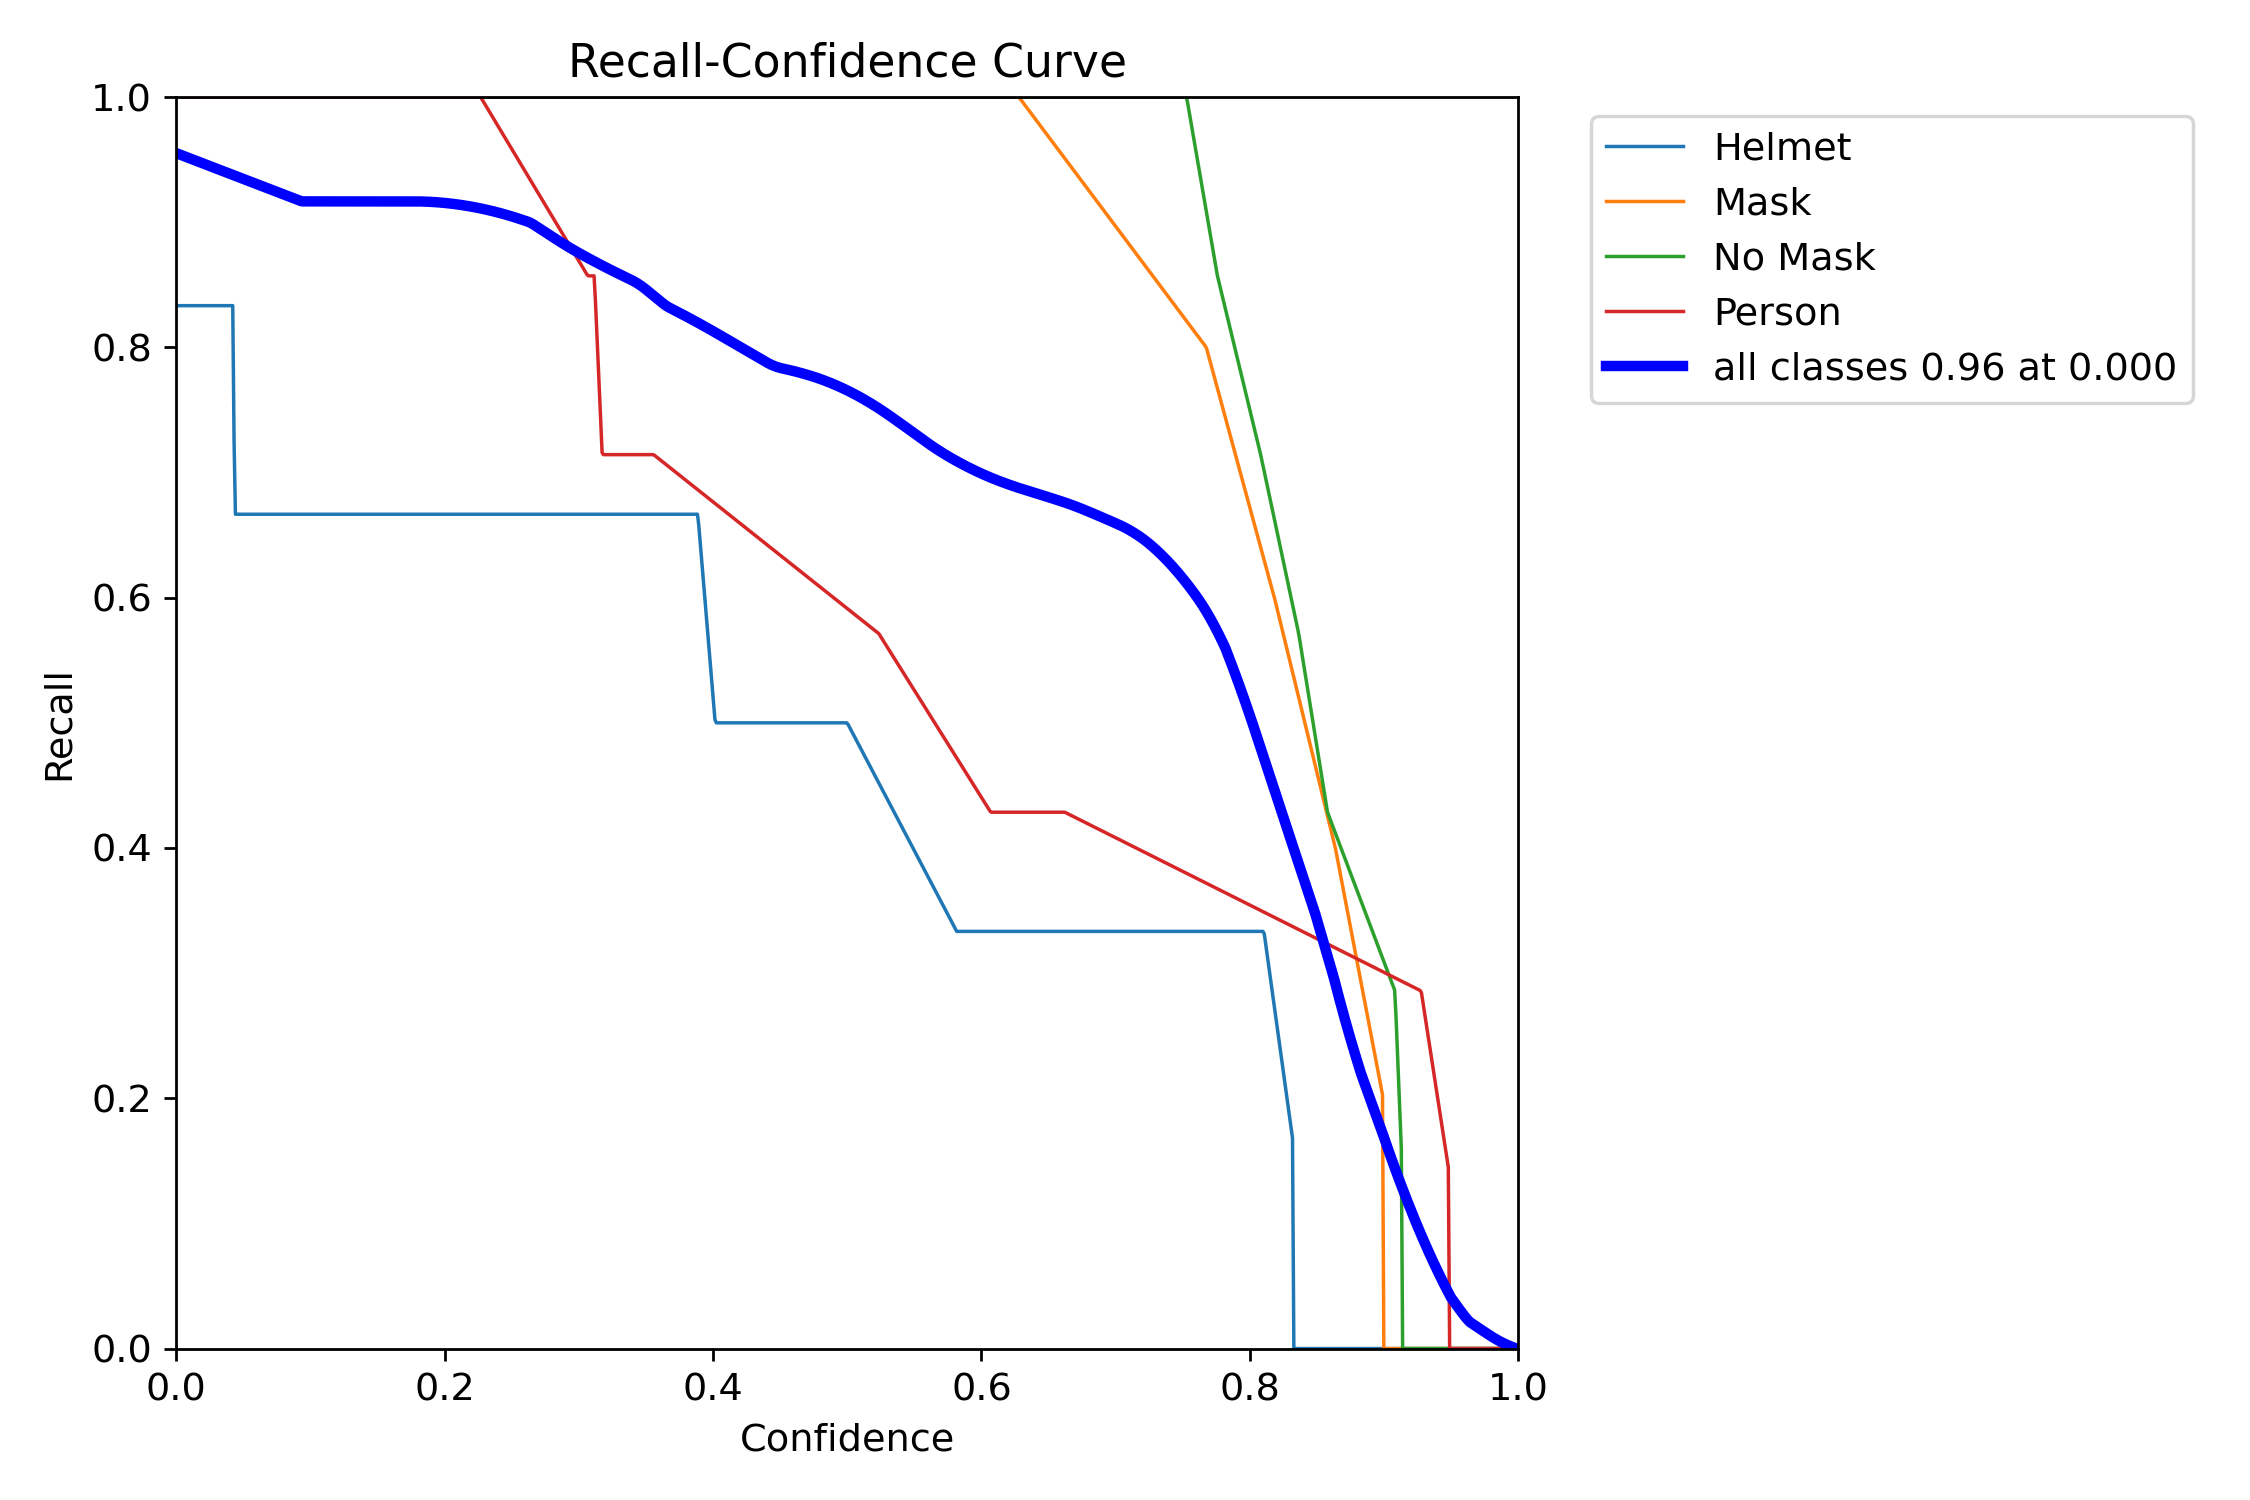 Recall-Confidence Curve
1.0
0.8
0.6
0.4
0.2
0.0
Recall
0.0 0.2 0.4 0.6 0.8 1.0
Confidence
Helmet
Mask
No Mask
Person
all classes 0.96 at 0.000